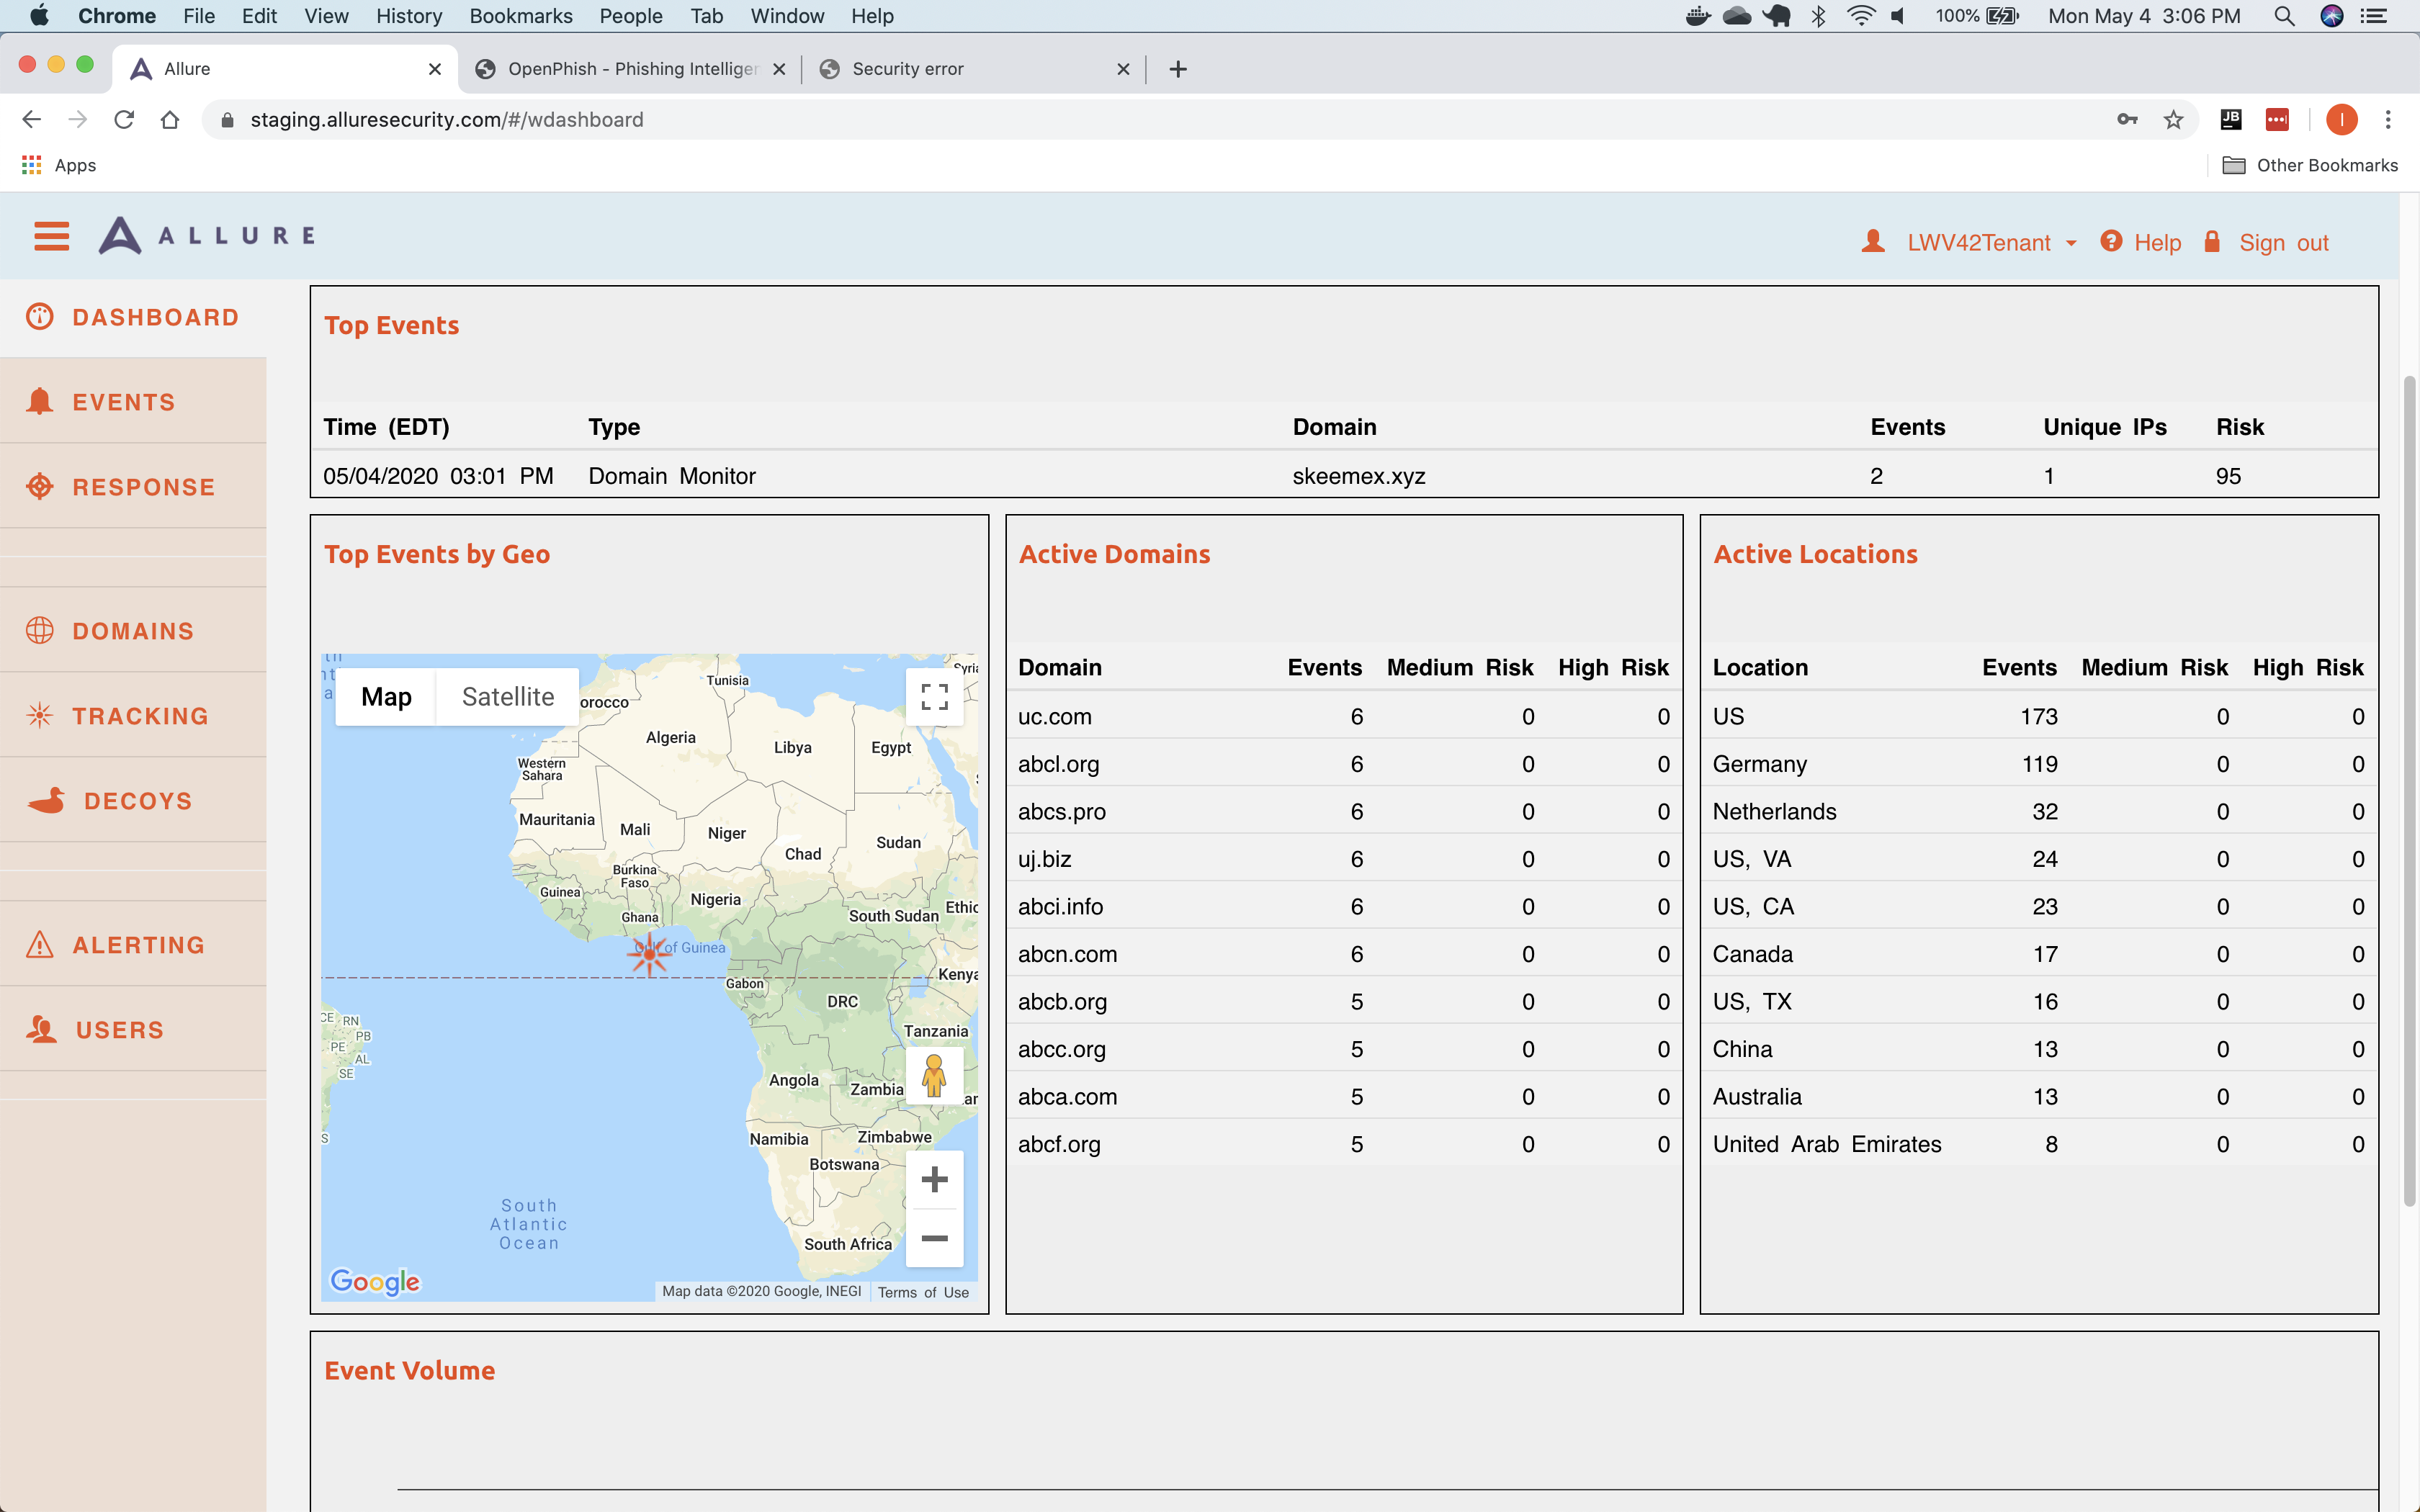 Chrome File Edit View History Bookmarks People Tab Window Help 100% Mon May 4 3:06 PM
Allure OpenPhish - Phishing Intelliger Security error
staging.alluresecurity.com/#/wdashboard JB I
Apps Other Bookmarks
ALLURE LWV42Tenant Help Sign out
DASHBOARD
EVENTS
RESPONSE
DOMAINS
TRACKING
DECOYS
ALERTING
USERS
Top Events
Time (EDT) Type Domain Events Unique IPs Risk
05/04/2020 03:01 PM Domain Monitor skeemex.xyz 2 1 95
Top Events by Geo
Map Satellite
Tunisia
Syria
orocco
Algeria
Libya
Egypt
Western
Sahara
Mauritania
Mali
Niger
Chad
Sudan
Burkina
Faso
Guinea
Nigeria
Ghana
South Sudan
Ethic
Gulf of Guinea
Gabon
Kenya
DRC
CE
RN
PB
PE
AL
SE
Tanzania
Angola
Zambia
Namibia
Zimbabwe
Botswana
South
Atlantic
Ocean
South Africa
Google
Map data ©2020 Google, INEGI Terms of Use
Active Domains
Domain Events Medium Risk High Risk
uc.com 6 0 0
abcl.org 6 0 0
abcs.pro 6 0 0
uj.biz 6 0 0
abci.info 6 0 0
abcn.com 6 0 0
abcb.org 5 0 0
abcc.org 5 0 0
abca.com 5 0 0
abcf.org 5 0 0
Active Locations
Location Events Medium Risk High Risk
US 173 0 0
Germany 119 0 0
Netherlands 32 0 0
US, VA 24 0 0
US, CA 23 0 0
Canada 17 0 0
US, TX 16 0 0
China 13 0 0
Australia 13 0 0
United Arab Emirates 8 0 0
Event Volume